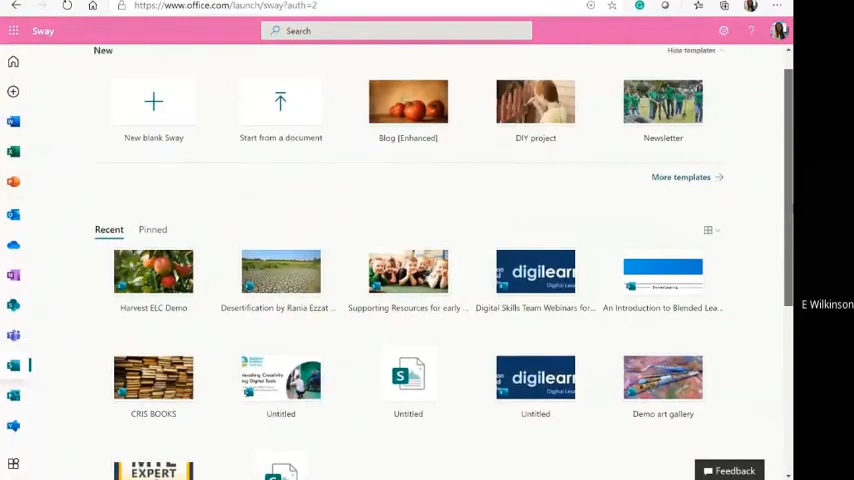 https://www.office.com/launch/sway?auth=2
Sway
Search
New
Hide templates
New blank Sway
Start from a document
Blog [Enhanced]
DIY project
Newsletter
More templates
Recent
Pinned
digilearn
Harvest ELC Demo
Desertification by Rania Ezzat ...
Supporting Resources for early ...
Digital Skills Team Webinars for...
An Introduction to Blended Lea...
E Wilkinson
digilearn
CRIS BOOKS
Untitled
Untitled
Untitled
Demo art gallery
EXPERT
Feedback